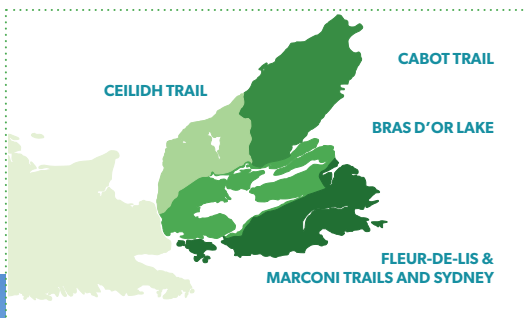 CABOT TRAIL
CEILIDH TRAIL
BRAS D’OR LAKE
FLEUR-DE-LIS &
MARCONI TRAILS AND SYDNEY